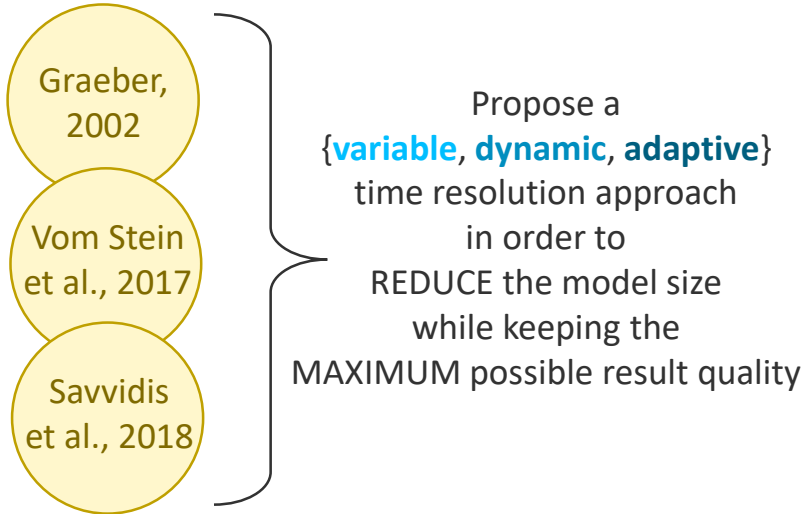 Graeber,
2002
Vom Stein
et al., 2017
Savvidis
et al., 2018
Propose a
{variable, dynamic, adaptive}
time resolution approach
in order to
REDUCE the model size
while keeping the
MAXIMUM possible result quality